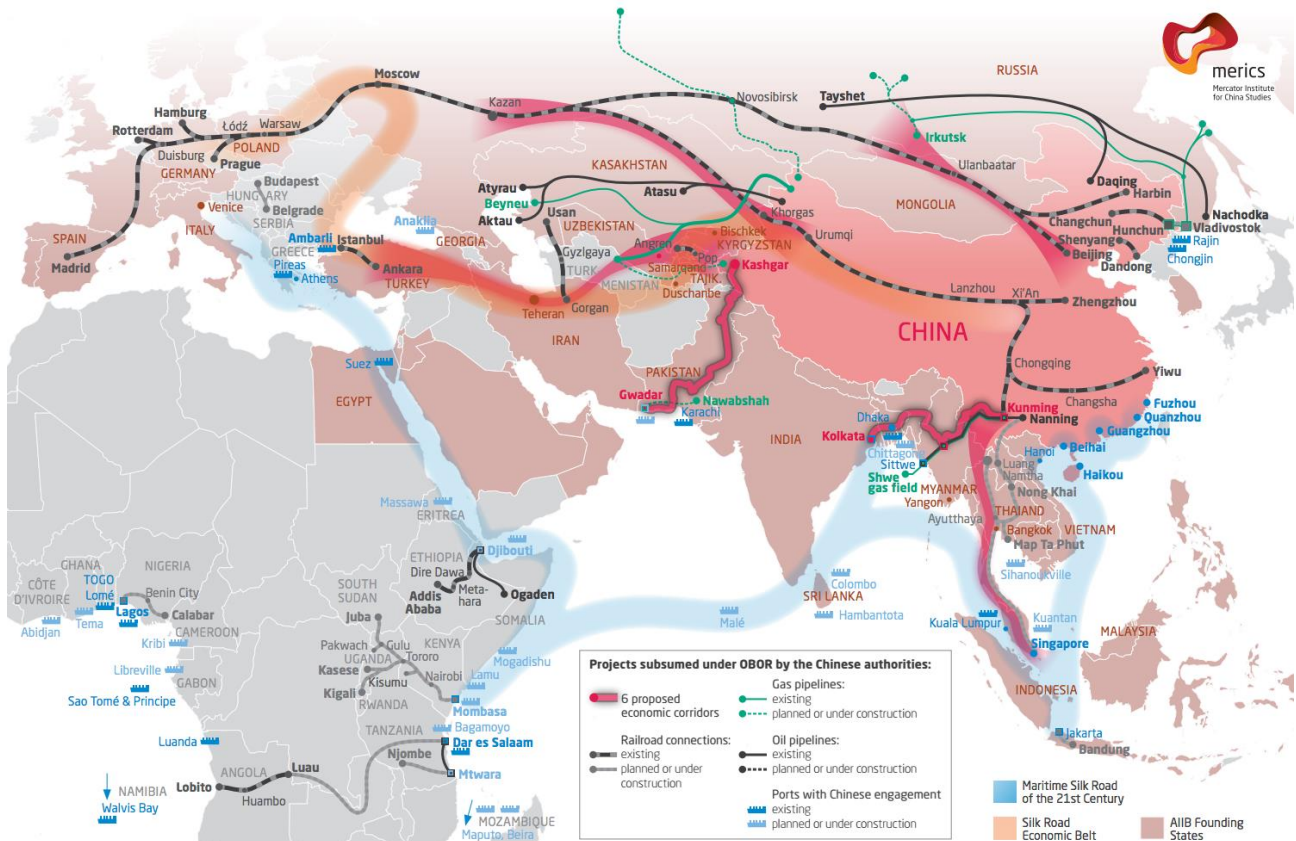 merics
Mercator Institute
for China Studies
RUSSIA
Moscow
Kazan
Novosibirsk
Tayshet
Hamburg
Rotterdam
Łódź
Warsaw
POLAND
Duisburg
Prague
GERMANY
Irkutsk
Ulanbaatar
KASAKHSTAN
Budapest
HUNGARY
Belgrade
SERBIA
Venice
ITALY
Atyrau
Beyneu
Aktau
Atasu
Usan
UZBEKISTAN
Khorgas
MONGOLIA
Daqing
Harbin
Changchun
Hunchun
Shenyang
Dandong
Beijing
Nachodka
Vladivostok
Rajin
Chongjin
SPAIN
Madrid
Anaklia
GEORGIA
Ambarli
Istanbul
GREECE
Pireas
Athens
Ankara
TURKEY
Gyzlgaya
TURK
MENISTAN
Angren
Pop
Samarqand
TAJIK.
Duschanbe
Bischkek
KYRGYZSTAN
Urumqi
Kashgar
Teheran
Gorgan
IRAN
Lanzhou
Xi'An
Zhengzhou
CHINA
Suez
EGYPT
PAKISTAN
Gwadar
Nawabshah
Karachi
Chongqing
Yiwu
Changsha
Kunming
Nanning
Fuzhou
Quanzhou
Guangzhou
Beihai
Haikou
Hanoi
INDIA
Dhaka
Kolkata
Chittagong
Sittwe
Shwe
gas field
MYANMAR
Yangon
Luang
Namtha
Nong Khai
Ayutthaya
THAILAND
Bangkok
VIETNAM
Map Ta Phut
Sihanoukville
Massawa
ERITREA
Djibouti
ETHIOPIA
Dire Dawa
Meta-
hara
Addis
Ababa
Ogaden
SOMALIA
GHANA
CÔTE
D'IVROIRE
TOGO
Lomé
NIGERIA
Benin City
Lagos
Tema
Abidjan
Calabar
CAMEROON
Kribi
Libreville
GABON
Sao Tomé & Principe
SOUTH
SUDAN
Juba
Pakwach
Gulu
KENYA
UGANDA
Tororo
Kasese
Kisumu
Nairobi
Kigali
RWANDA
Mogadishu
Lamu
Mombasa
Bagamoyo
TANZANIA
Dar es Salaam
Njombe
Mtwara
Luanda
ANGOLA
Luau
Lobito
Huambo
NAMIBIA
Walvis Bay
MOZAMBIQUE
Maputo, Beira
Malé
Colombo
SRI LANKA
Hambantota
Kuala Lumpur
Kuantan
Singapore
MALAYSIA
INDONESIA
Jakarta
Bandung
Projects subsumed under OBOR by the Chinese authorities:
6 proposed
economic corridors
Railroad connections:
existing
planned or under
construction
Gas pipelines:
existing
planned or under construction
Oil pipelines:
existing
planned or under construction
Ports with Chinese engagement
existing
planned or under construction
Maritime Silk Road
of the 21st Century
Silk Road
Economic Belt
AIIB Founding
States